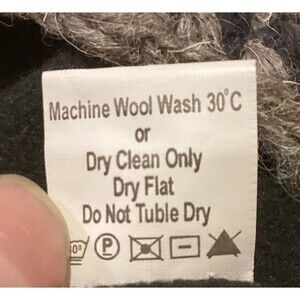 Machine Wool Wash 30°C
or
Dry Clean Only
Dry Flat
Do Not Tuble Dry
P